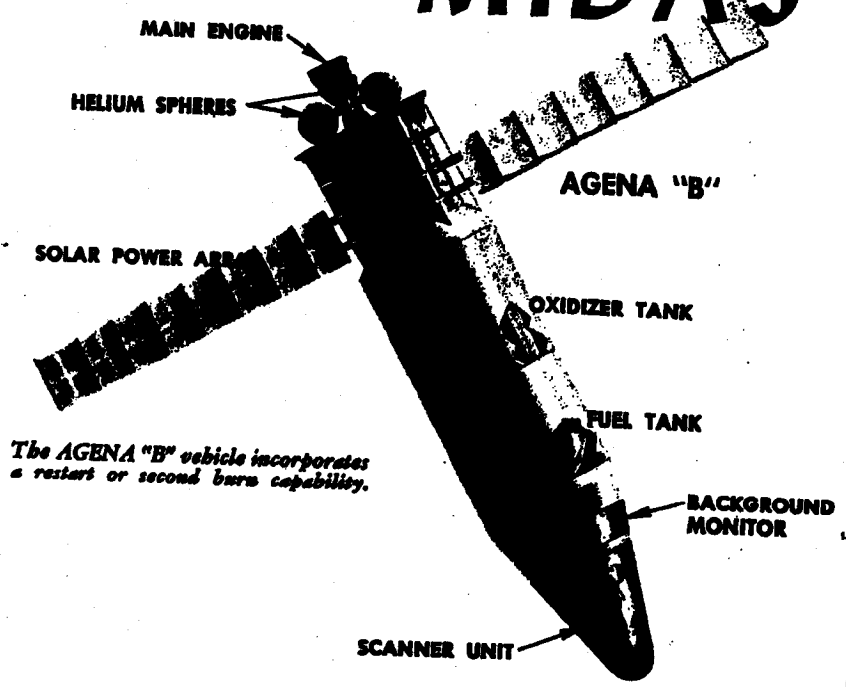 MIDAS
MAIN ENGINE
HELIUM SPHERES
AGENA "B"
SOLAR POWER
OXIDIZER TANK
FUEL TANK
The AGENA "B" vehicle incorporates
a restart or second burn capability.
BACKGROUND
MONITOR
SCANNER UNIT